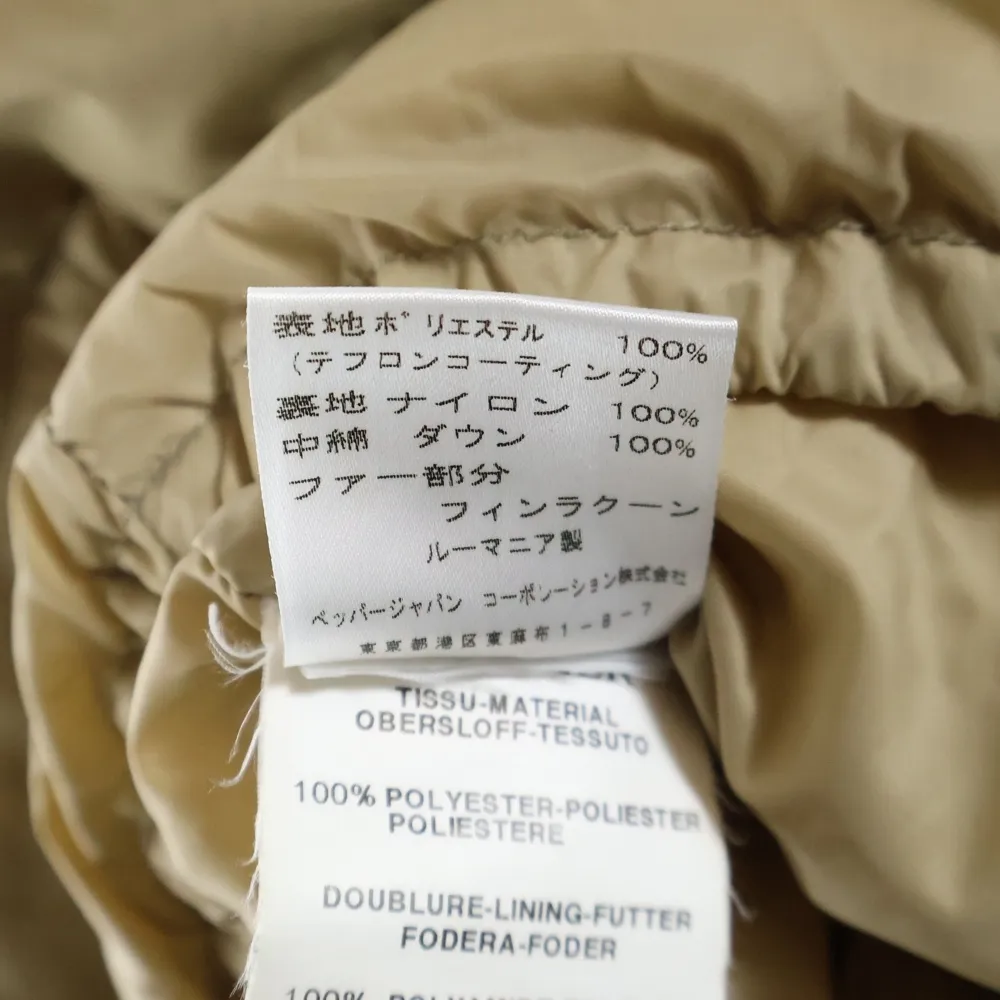 表地ポリエステル 100%
(テフロンコーティング)
裏地 ナイロン 100%
中綿 ダウン 100%
ファー部分
フィンラクーン
ルーマニア製
ペッパージャパン コーポレーション株式会社
東京都港区東麻布1-8-7
TISSU-MATERIAL
OBERSLOFF-TESSUTO
100% POLYESTER-POLIESTER
POLIESTERE
DOUBLURE-LINING-FUTTER
FODERA-FODER
100%